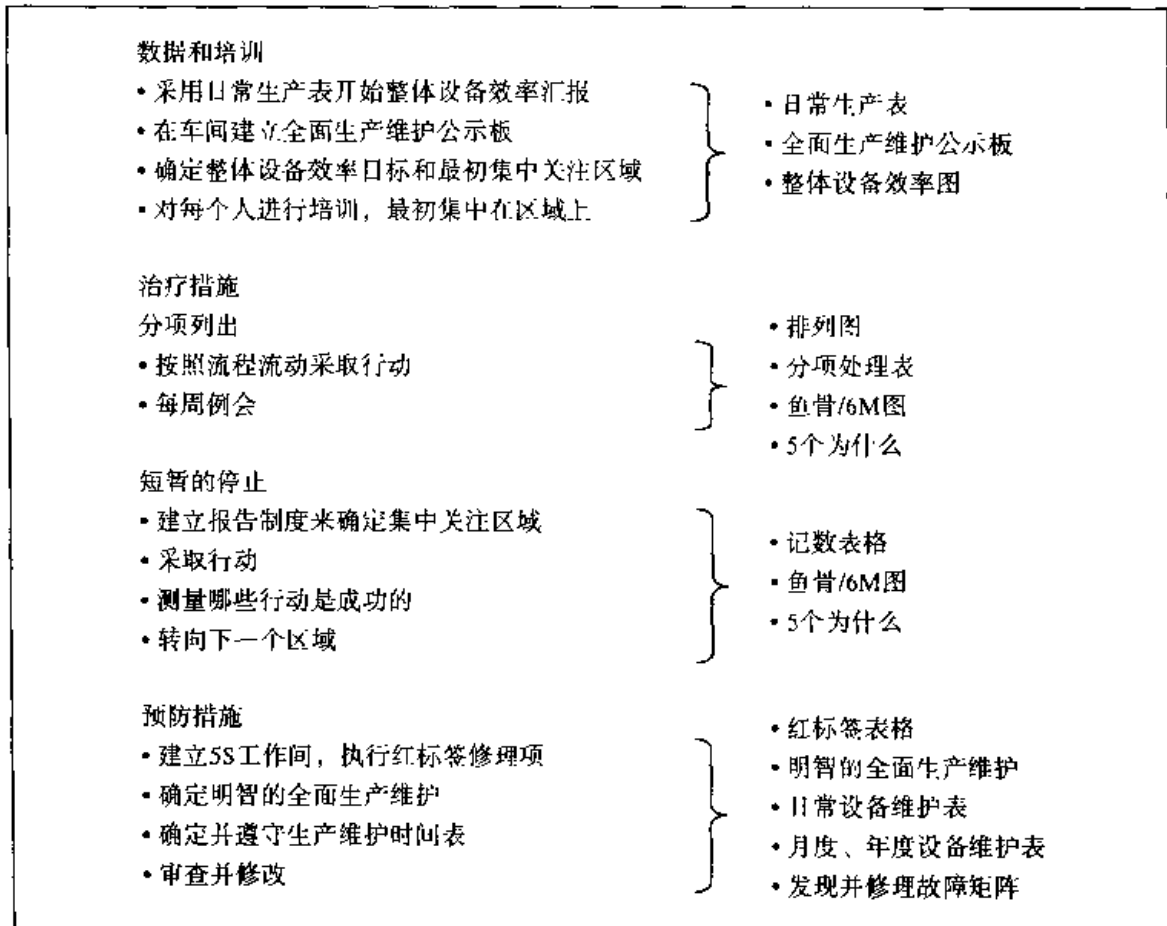 数据和培训
• 采用日常生产表开始整体设备效率汇报
• 在车间建立全面生产维护公示板
• 确定整体设备效率目标和最初集中关注区域
• 对每个人进行培训，最初集中在区域上
• 日常生产表
• 全面生产维护公示板
• 整体设备效率图
治疗措施
分项列出
• 按照流程流动采取行动
• 每周例会
• 排列图
• 分项处理表
• 鱼骨/6M图
• 5个为什么
短暂的停止
• 建立报告制度来确定集中关注区域
• 采取行动
• 测量哪些行动是成功的
• 转向下一个区域
• 记数表格
• 鱼骨/6M图
• 5个为什么
预防措施
• 建立5S工作间，执行红标签修理项
• 确定明智的全面生产维护
• 确定并遵守生产维护时间表
• 审查并修改
• 红标签表格
• 明智的全面生产维护
• 日常设备维护表
• 月度、年度设备维护表
• 发现并修理故障矩阵